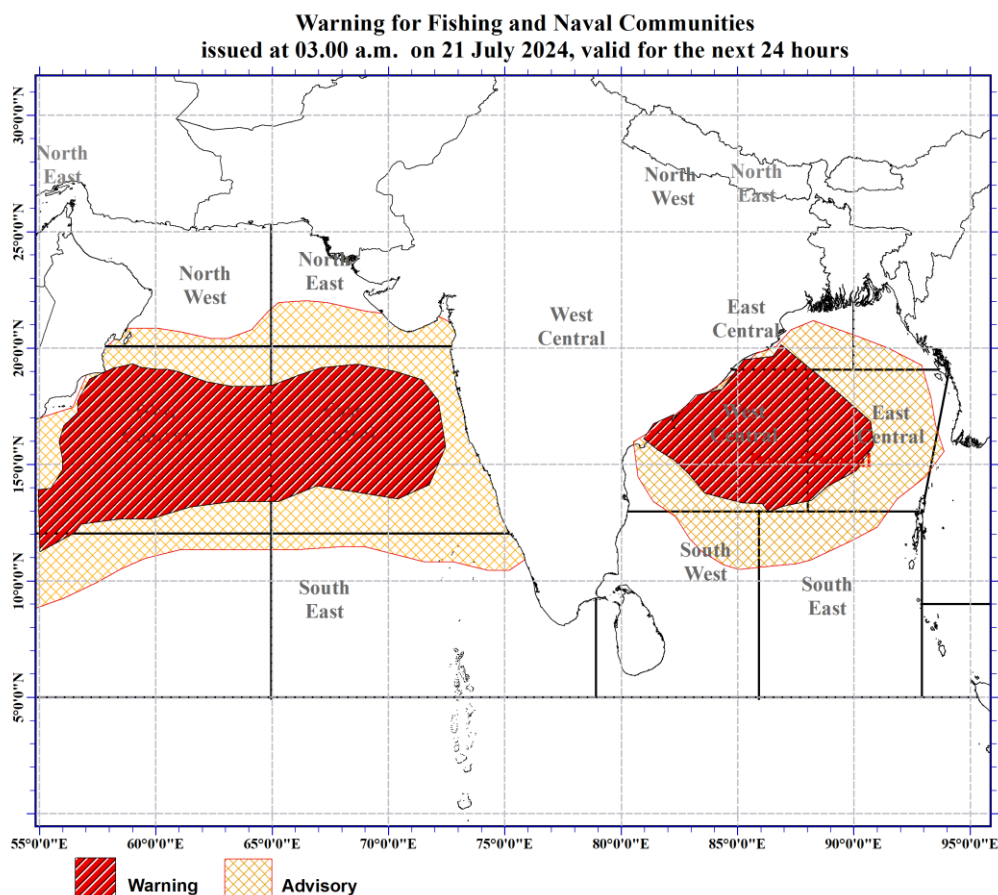 Warning for Fishing and Naval Communities
issued at 03.00 a.m. on 21 July 2024, valid for the next 24 hours
30°0'0"N
25°0'0"N
20°0'0"N
15°0'0"N
10°0'0"N
5°0'0"N
North
East
North
West
North
East
North
West
North
East
West
Central
East
Central
West
Central
East
Central
South
West
South
East
South
East
55°0'0"E
60°0'0"E
65°0'0"E
70°0'0"E
75°0'0"E
80°0'0"E
85°0'0"E
90°0'0"E
95°0'0"E
Warning
Advisory